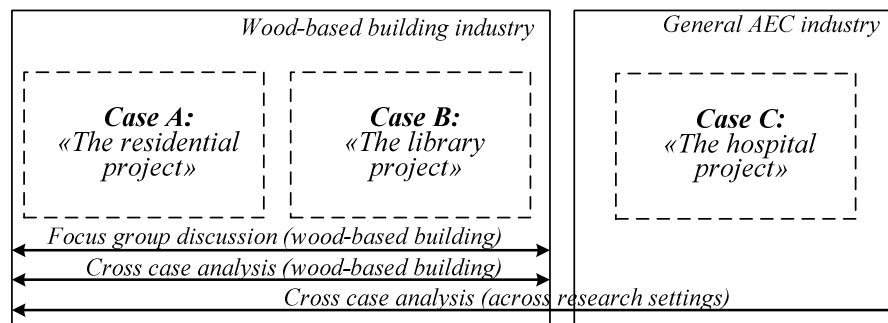 Wood-based building industry
General AEC industry
Case A:
«The residential
project»
Case B:
«The library
project»
Case C:
«The hospital
project»
Focus group discussion (wood-based building)
Cross case analysis (wood-based building)
Cross case analysis (across research settings)